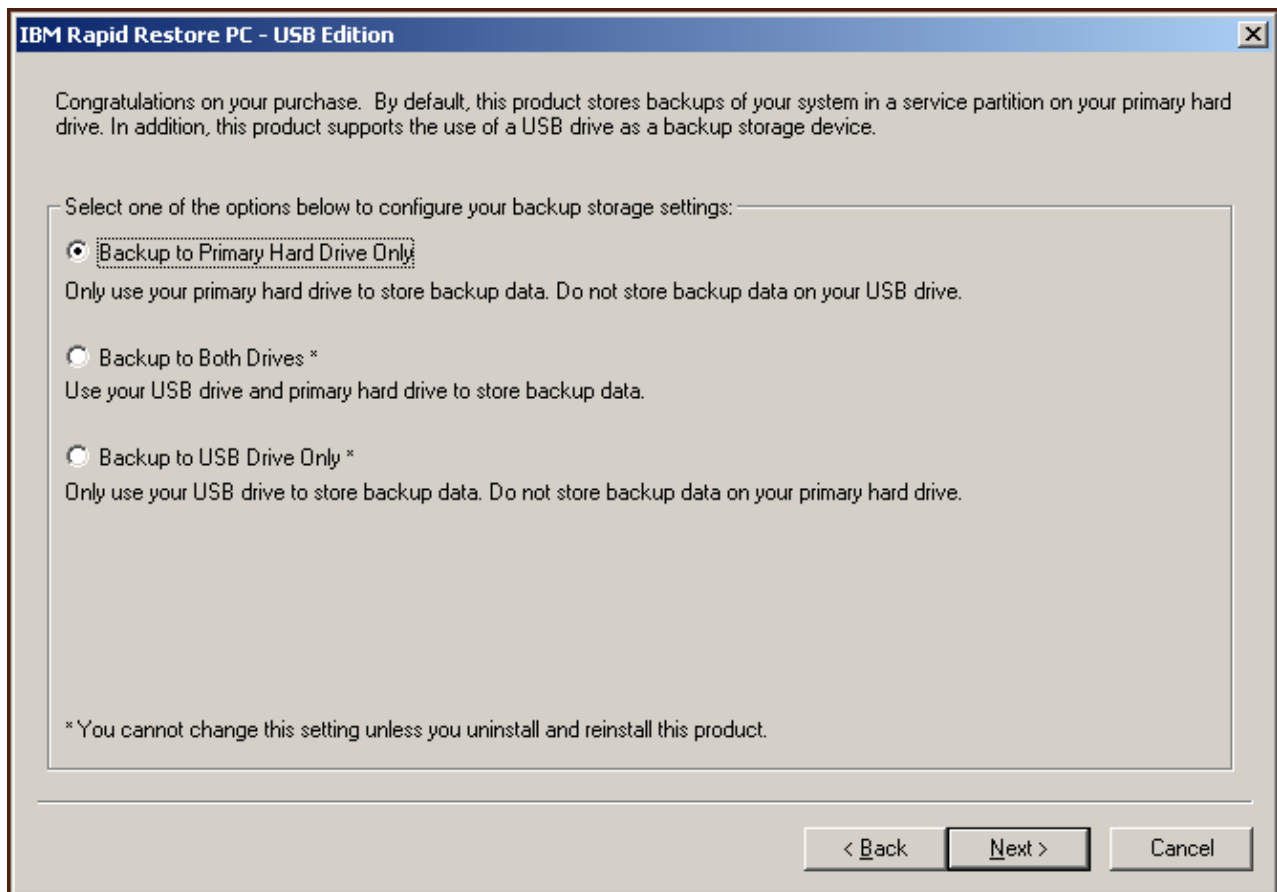 IBM Rapid Restore PC - USB Edition
Congratulations on your purchase.  By default, this product stores backups of your system in a service partition on your primary hard
drive. In addition, this product supports the use of a USB drive as a backup storage device.
Select one of the options below to configure your backup storage settings:
Backup to Primary Hard Drive Only
Only use your primary hard drive to store backup data. Do not store backup data on your USB drive.
Backup to Both Drives *
Use your USB drive and primary hard drive to store backup data.
Backup to USB Drive Only *
Only use your USB drive to store backup data. Do not store backup data on your primary hard drive.
* You cannot change this setting unless you uninstall and reinstall this product.
< Back Next > Cancel